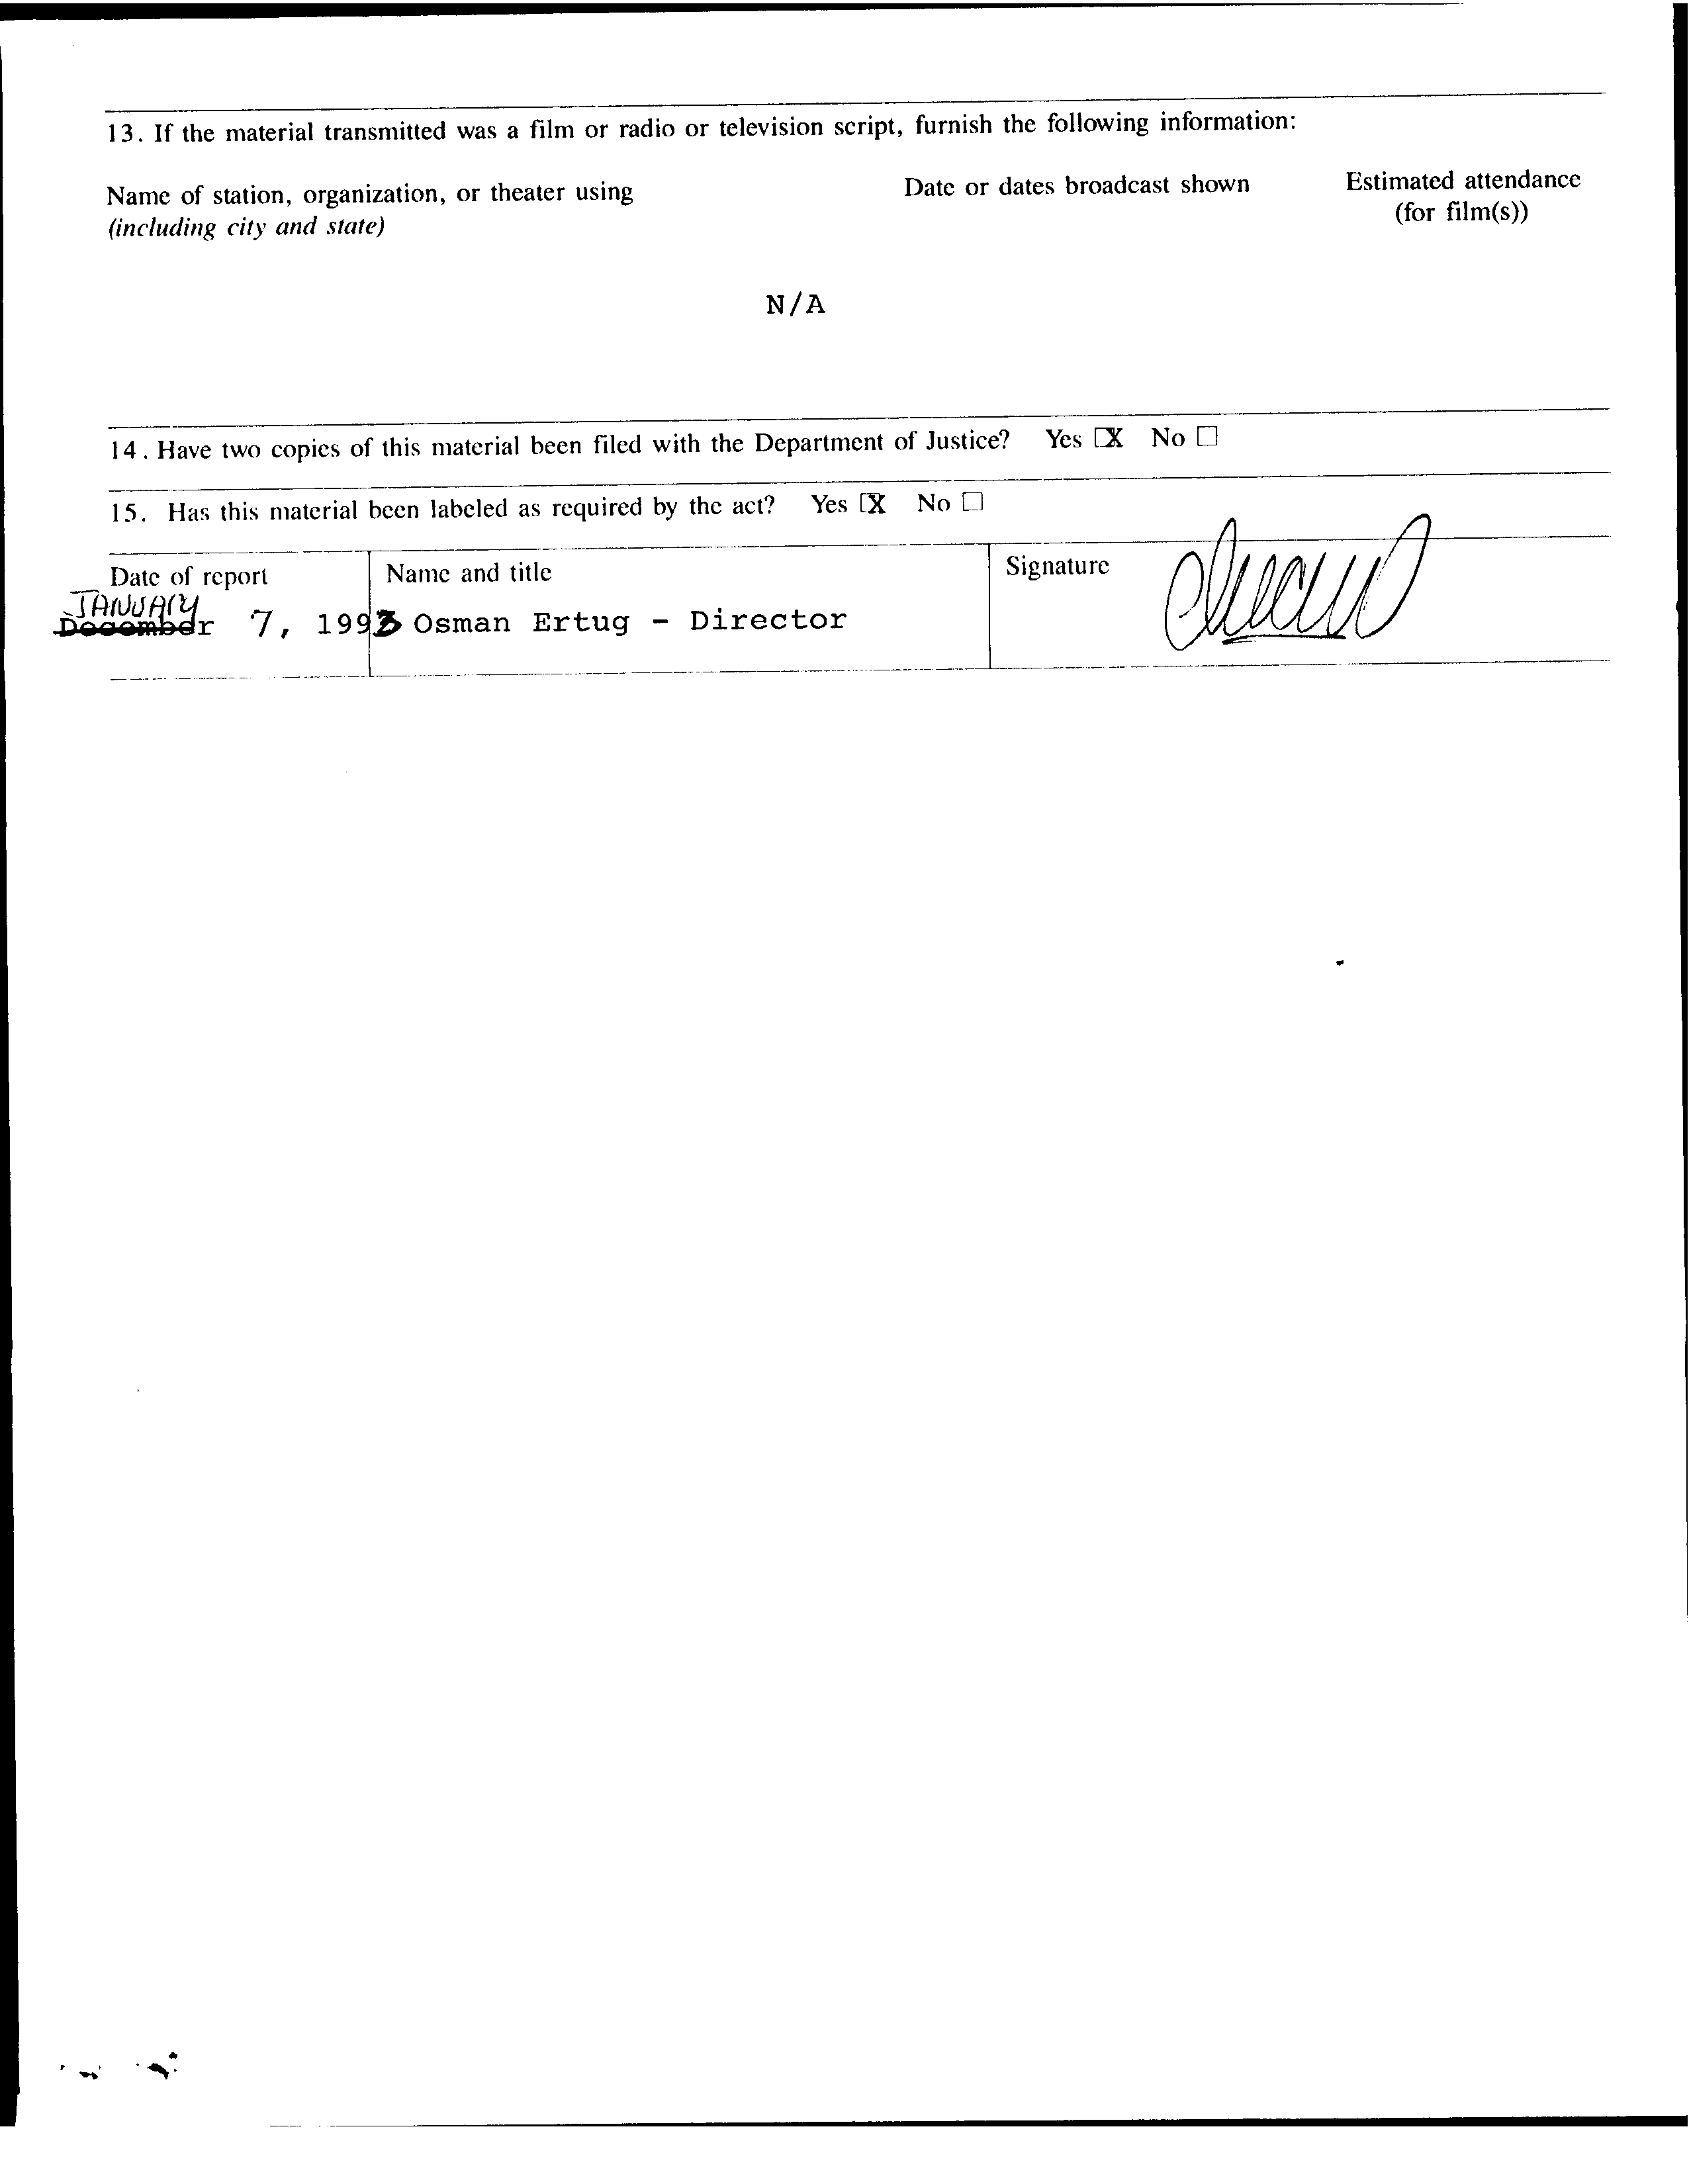 13. If the material transmitted was a film or radio or television script, furnish the following information:
Name of station, organization, or theater using
(including city and state)
Date or dates broadcast shown
Estimated attendance
(for film(s))
N/A
14. Have two copies of this material been filed with the Department of Justice? Yes ☒ No ☐
15. Has this material been labeled as required by the act? Yes ☒ No ☐
Date of report
JANUARY
December 7, 1993
Name and title
Osman Ertug - Director
Signature